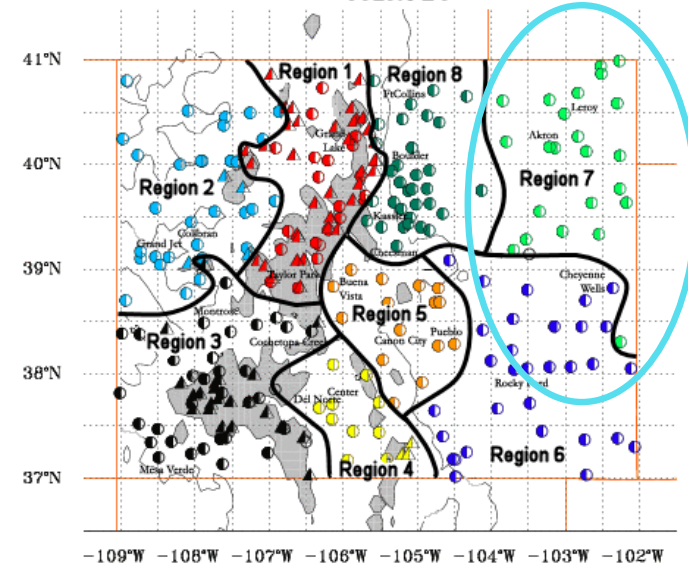 41°N
40°N
39°N
38°N
37°N
Region 1
Region 8
FtCollins
Grand
Lake
Leroy
Akron
Boulder
Region 7
Region 2
Kassler
Collbran
Grand Jct
Cheesman
Taylor Park
Buena
Vista
Cheyenne
Wells
Montrose
Region 5
Region 3
Cochetopa Creek
Canon City
Pueblo
Rocky Ford
Center
Del Norte
Region 6
Mesa Verde
Region 4
-109°W
-108°W
-107°W
-106°W
-105°W
-104°W
-103°W
-102°W